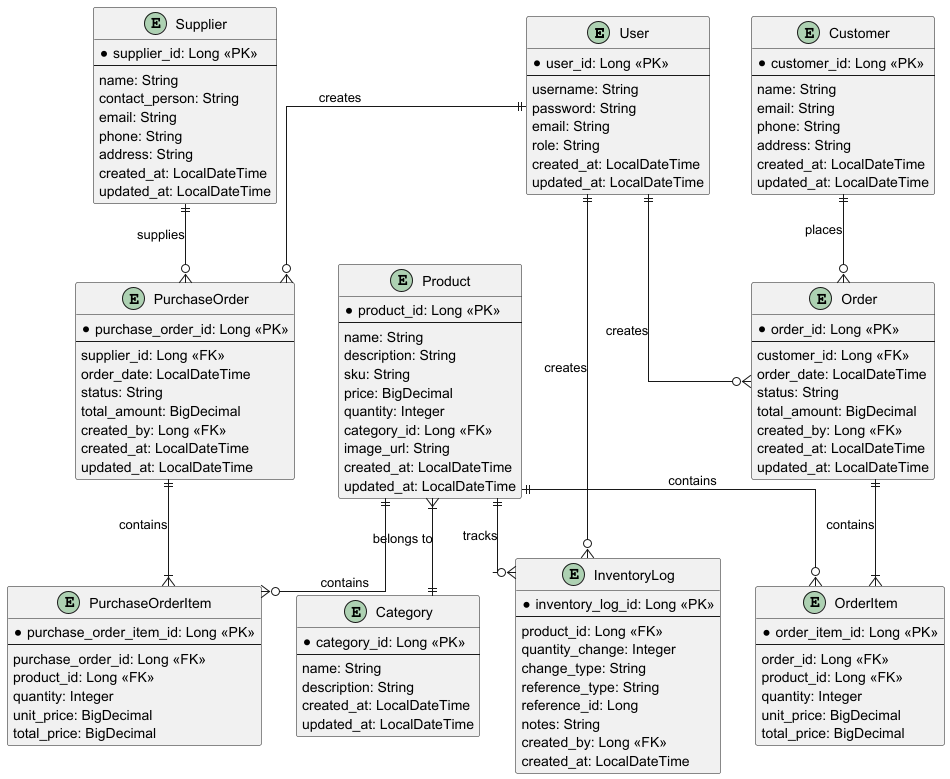 E Supplier
* supplier_id: Long «PK»
name: String
contact_person: String
email: String
phone: String
address: String
created_at: LocalDateTime
updated_at: LocalDateTime
E User
* user_id: Long «PK»
username: String
password: String
email: String
role: String
created_at: LocalDateTime
updated_at: LocalDateTime
E Customer
* customer_id: Long «PK»
name: String
email: String
phone: String
address: String
created_at: LocalDateTime
updated_at: LocalDateTime
creates
supplies
places
E PurchaseOrder
* purchase_order_id: Long «PK»
supplier_id: Long «FK»
order_date: LocalDateTime
status: String
total_amount: BigDecimal
created_by: Long «FK»
created_at: LocalDateTime
updated_at: LocalDateTime
E Product
* product_id: Long «PK»
name: String
description: String
sku: String
price: BigDecimal
quantity: Integer
category_id: Long «FK»
image_url: String
created_at: LocalDateTime
updated_at: LocalDateTime
creates
creates
E Order
* order_id: Long «PK»
customer_id: Long «FK»
order_date: LocalDateTime
status: String
total_amount: BigDecimal
created_by: Long «FK»
created_at: LocalDateTime
updated_at: LocalDateTime
contains
contains
belongs to
tracks
contains
contains
E PurchaseOrderItem
* purchase_order_item_id: Long «PK»
purchase_order_id: Long «FK»
product_id: Long «FK»
quantity: Integer
unit_price: BigDecimal
total_price: BigDecimal
E Category
* category_id: Long «PK»
name: String
description: String
created_at: LocalDateTime
updated_at: LocalDateTime
E InventoryLog
* inventory_log_id: Long «PK»
product_id: Long «FK»
quantity_change: Integer
change_type: String
reference_type: String
reference_id: Long
notes: String
created_by: Long «FK»
created_at: LocalDateTime
E OrderItem
* order_item_id: Long «PK»
order_id: Long «FK»
product_id: Long «FK»
quantity: Integer
unit_price: BigDecimal
total_price: BigDecimal